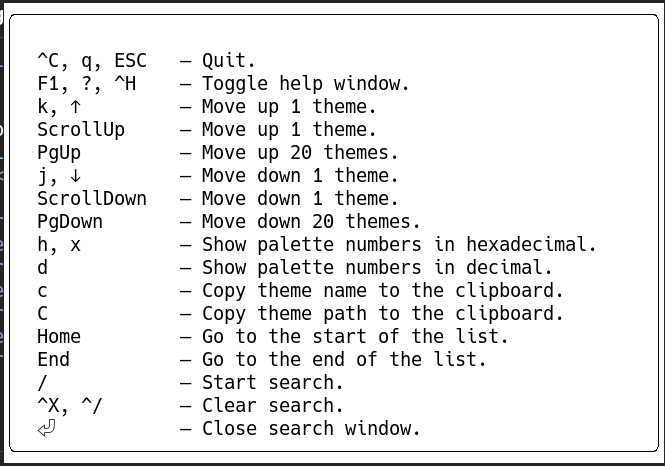 ^C, q, ESC   — Quit.
F1, ?, ^H    — Toggle help window.
k, ↑         — Move up 1 theme.
ScrollUp     — Move up 1 theme.
PgUp         — Move up 20 themes.
j, ↓         — Move down 1 theme.
ScrollDown   — Move down 1 theme.
PgDown       — Move down 20 themes.
h, x         — Show palette numbers in hexadecimal.
d            — Show palette numbers in decimal.
c            — Copy theme name to the clipboard.
C            — Copy theme path to the clipboard.
Home         — Go to the start of the list.
End          — Go to the end of the list.
/            — Start search.
^X, ^/       — Clear search.
⏎            — Close search window.